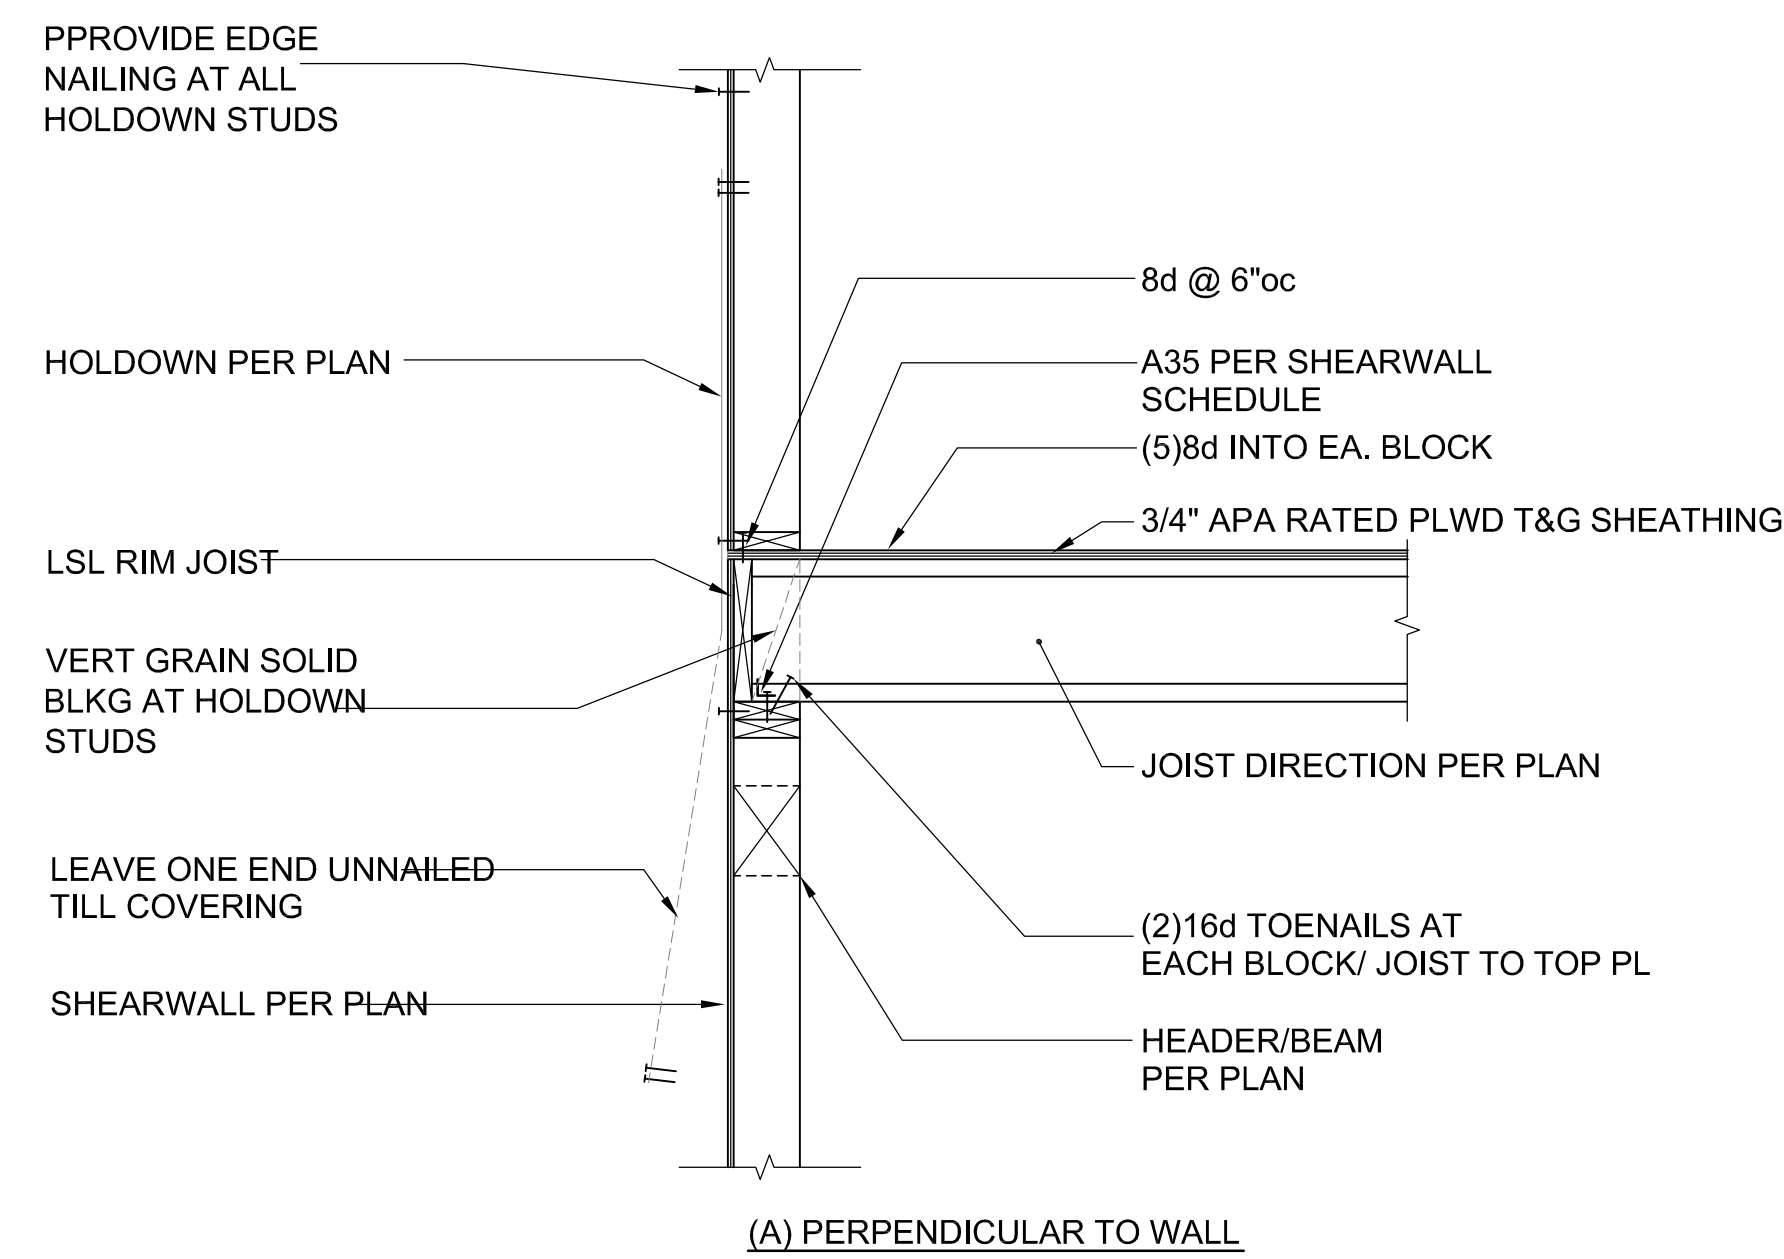 PPROVIDE EDGE
NAILING AT ALL
HOLDOWN STUDS
HOLDOWN PER PLAN
LSL RIM JOIST
VERT GRAIN SOLID
BLKG AT HOLDOWN
STUDS
LEAVE ONE END UNNAILED
TILL COVERING
SHEARWALL PER PLAN
8d @ 6"oc
A35 PER SHEARWALL
SCHEDULE
(5)8d INTO EA. BLOCK
3/4" APA RATED PLWD T&G SHEATHING
JOIST DIRECTION PER PLAN
(2)16d TOENAILS AT
EACH BLOCK/ JOIST TO TOP PL
HEADER/BEAM
PER PLAN
(A) PERPENDICULAR TO WALL